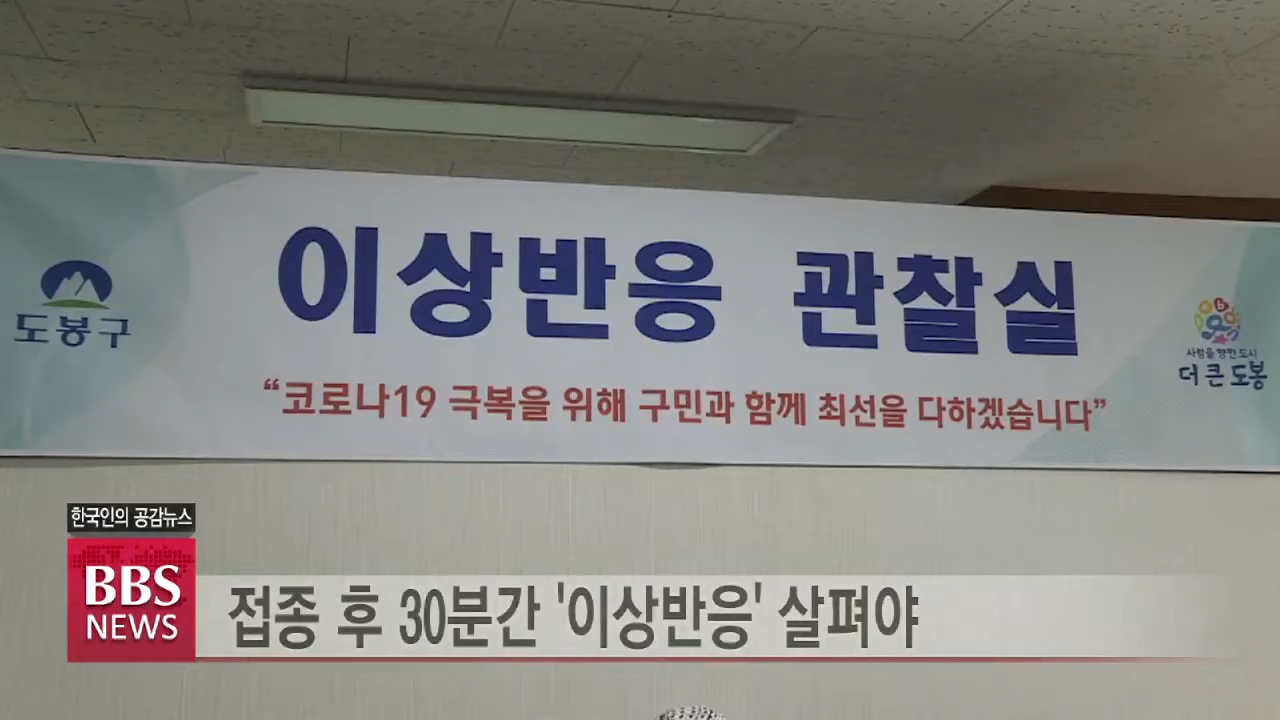 이상반응 관찰실
도봉구
사람을 향한 도시
더 큰 도봉
“코로나19 극복을 위해 구민과 함께 최선을 다하겠습니다”
한국인의 공감뉴스
BBS
NEWS
접종 후 30분간 '이상반응' 살펴야